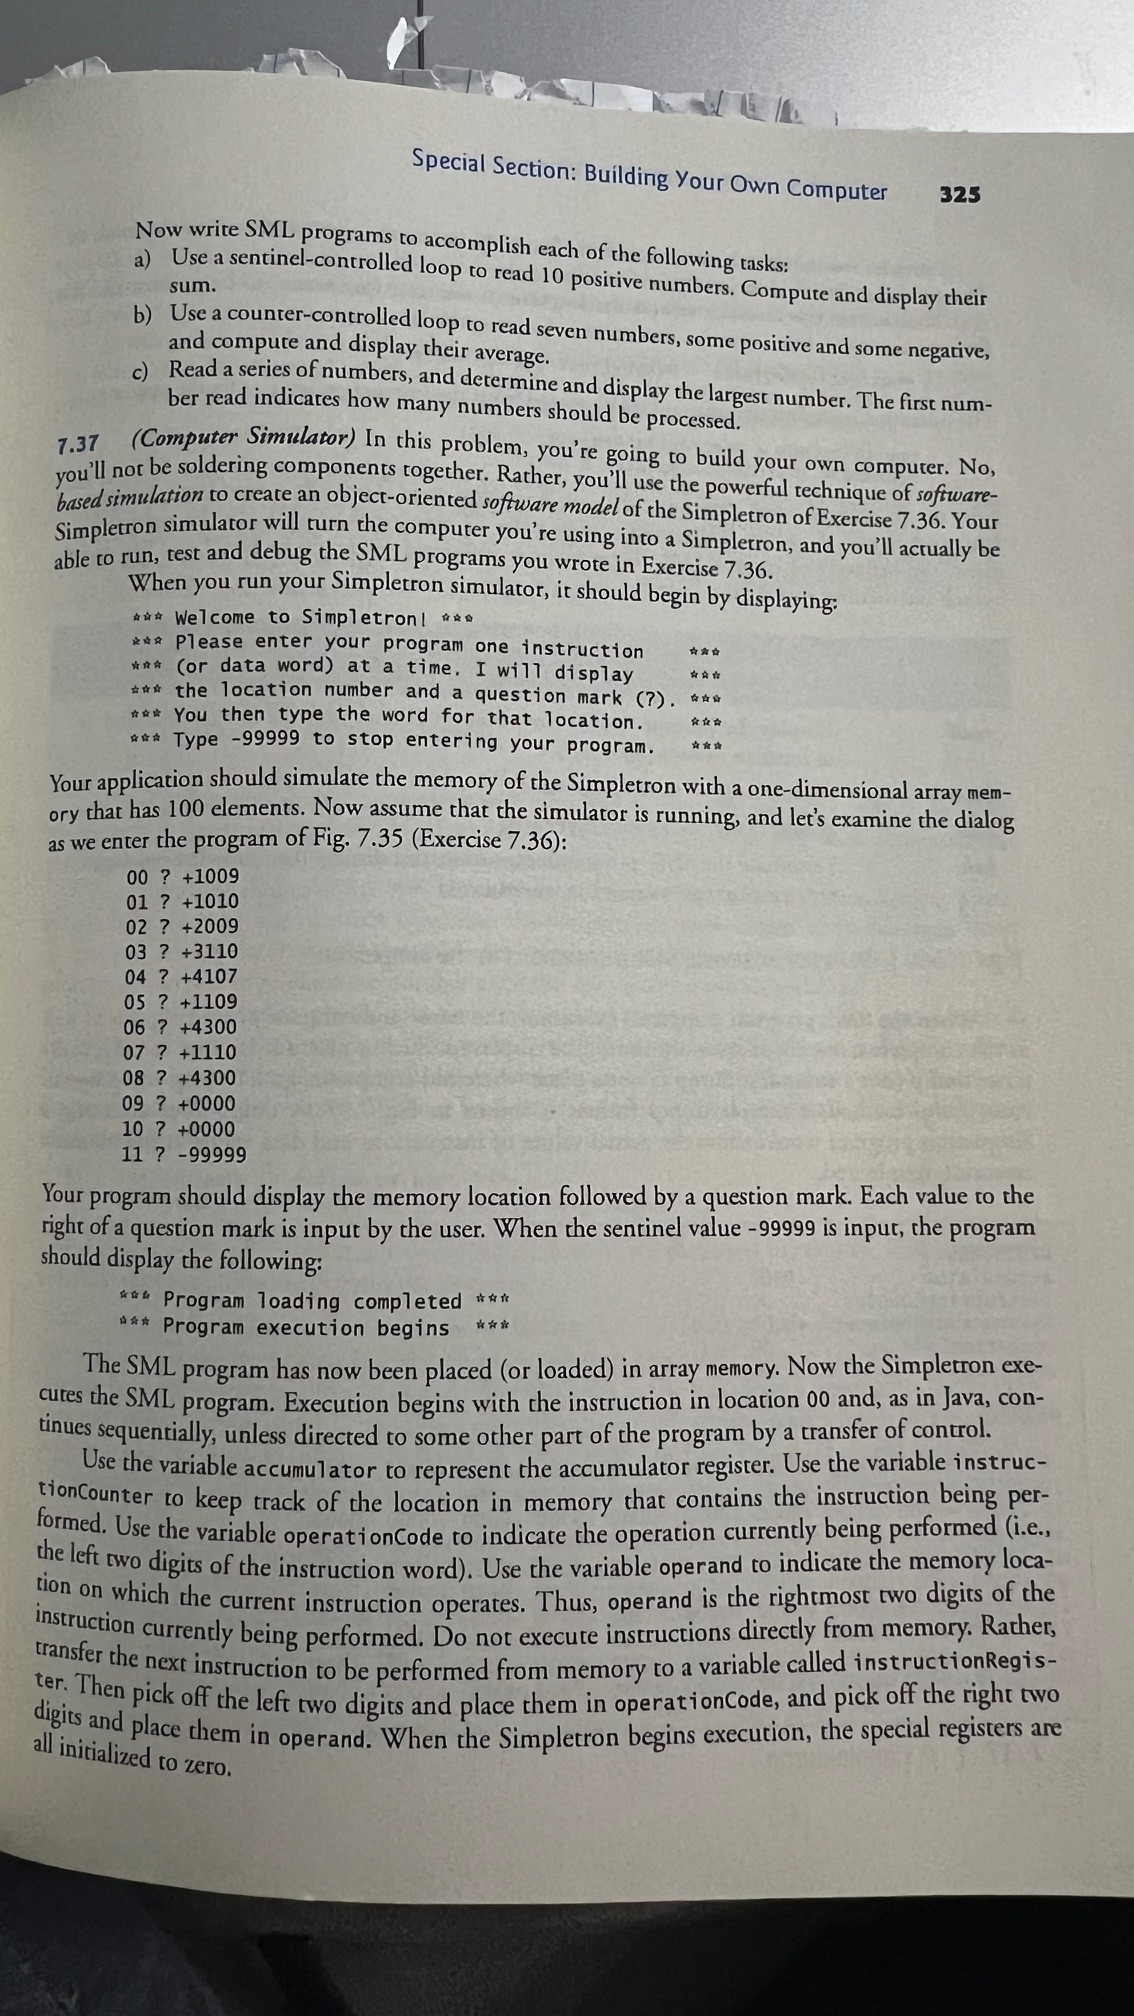 Special Section: Building Your Own Computer 325
Now write SML programs to accomplish each of the following tasks:
a) Use a sentinel-controlled loop to read 10 positive numbers. Compute and display their
sum.
b) Use a counter-controlled loop to read seven numbers, some positive and some negative,
and compute and display their average.
c) Read a series of numbers, and determine and display the largest number. The first num-
ber read indicates how many numbers should be processed.
7.37 (Computer Simulator) In this problem, you're going to build your own computer. No,
you'll not be soldering components together. Rather, you'll use the powerful technique of software-
based simulation to create an object-oriented software model of the Simpletron of Exercise 7.36. Your
Simpletron simulator will turn the computer you're using into a Simpletron, and you'll actually be
able to run, test and debug the SML programs you wrote in Exercise 7.36.
When you run your Simpletron simulator, it should begin by displaying:
*** Welcome to Simpletron! ***
*** Please enter your program one instruction ***
*** (or data word) at a time. I will display ***
*** the location number and a question mark (?). ***
*** You then type the word for that location. ***
*** Type -99999 to stop entering your program. ***
Your application should simulate the memory of the Simpletron with a one-dimensional array mem-
ory that has 100 elements. Now assume that the simulator is running, and let's examine the dialog
as we enter the program of Fig. 7.35 (Exercise 7.36):
00 ? +1009
01 ? +1010
02 ? +2009
03 ? +3110
04 ? +4107
05 ? +1109
06 ? +4300
07 ? +1110
08 ? +4300
09 ? +0000
10 ? +0000
11 ? -99999
Your program should display the memory location followed by a question mark. Each value to the
right of a question mark is input by the user. When the sentinel value -99999 is input, the program
should display the following:
*** Program loading completed ***
*** Program execution begins ***
The SML program has now been placed (or loaded) in array memory. Now the Simpletron exe-
cutes the SML program. Execution begins with the instruction in location 00 and, as in Java, con-
tinues sequentially, unless directed to some other part of the program by a transfer of control.
Use the variable accumulator to represent the accumulator register. Use the variable instruc-
tionCounter to keep track of the location in memory that contains the instruction being per-
formed. Use the variable operationCode to indicate the operation currently being performed (i.e.,
the left two digits of the instruction word). Use the variable operand to indicate the memory loca-
tion on which the current instruction operates. Thus, operand is the rightmost two digits of the
instruction currently being performed. Do not execute instructions directly from memory. Rather,
transfer the next instruction to be performed from memory to a variable called instructionRegis-
ter. Then pick off the left two digits and place them in operationCode, and pick off the right two
digits and place them in operand. When the Simpletron begins execution, the special registers are
all initialized to zero.